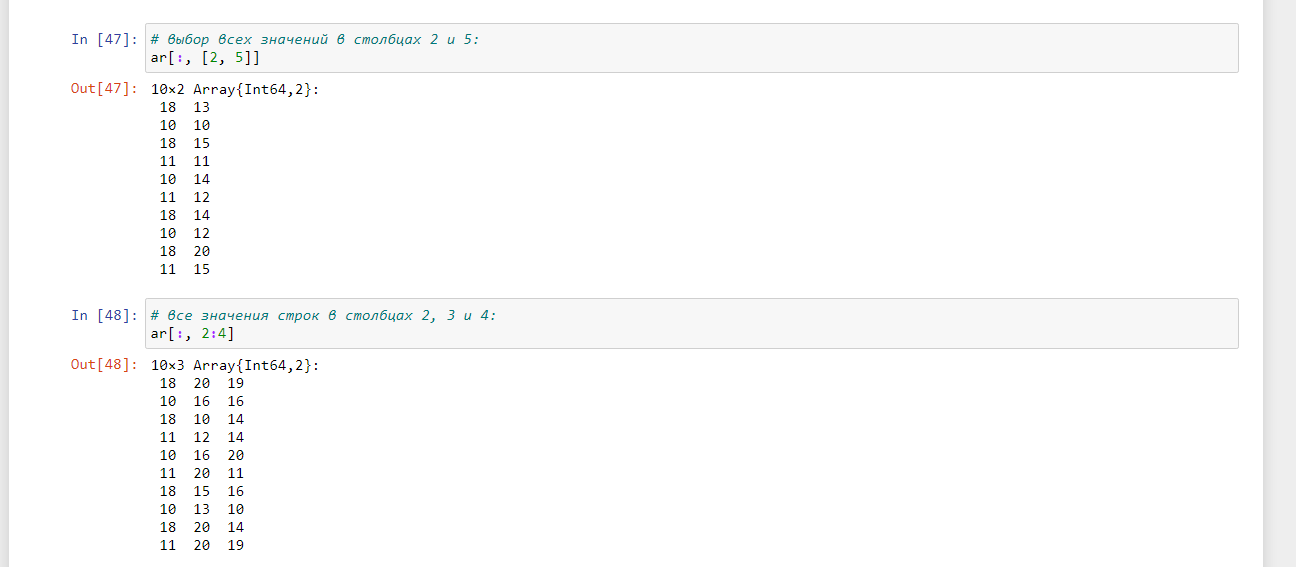 In [47]: # выбор всех значений в столбцах 2 и 5:
ar[:, [2, 5]]
Out[47]: 10×2 Array{Int64,2}:
18 13
10 10
18 15
11 11
10 14
11 12
18 14
10 12
18 20
11 15
In [48]: # все значения строк в столбцах 2, 3 и 4:
ar[:, 2:4]
Out[48]: 10×3 Array{Int64,2}:
18 20 19
10 16 16
18 10 14
11 12 14
10 16 20
11 20 11
18 15 16
10 13 10
18 20 14
11 20 19